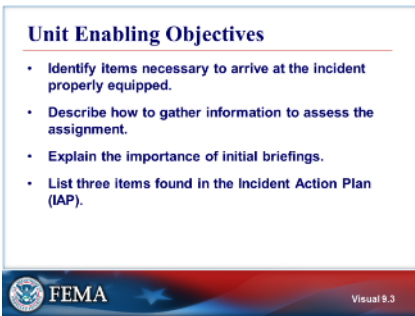 Unit Enabling Objectives
• Identify items necessary to arrive at the incident
properly equipped.
• Describe how to gather information to assess the
assignment.
• Explain the importance of initial briefings.
• List three items found in the Incident Action Plan
(IAP).
FEMA
Visual 9.3